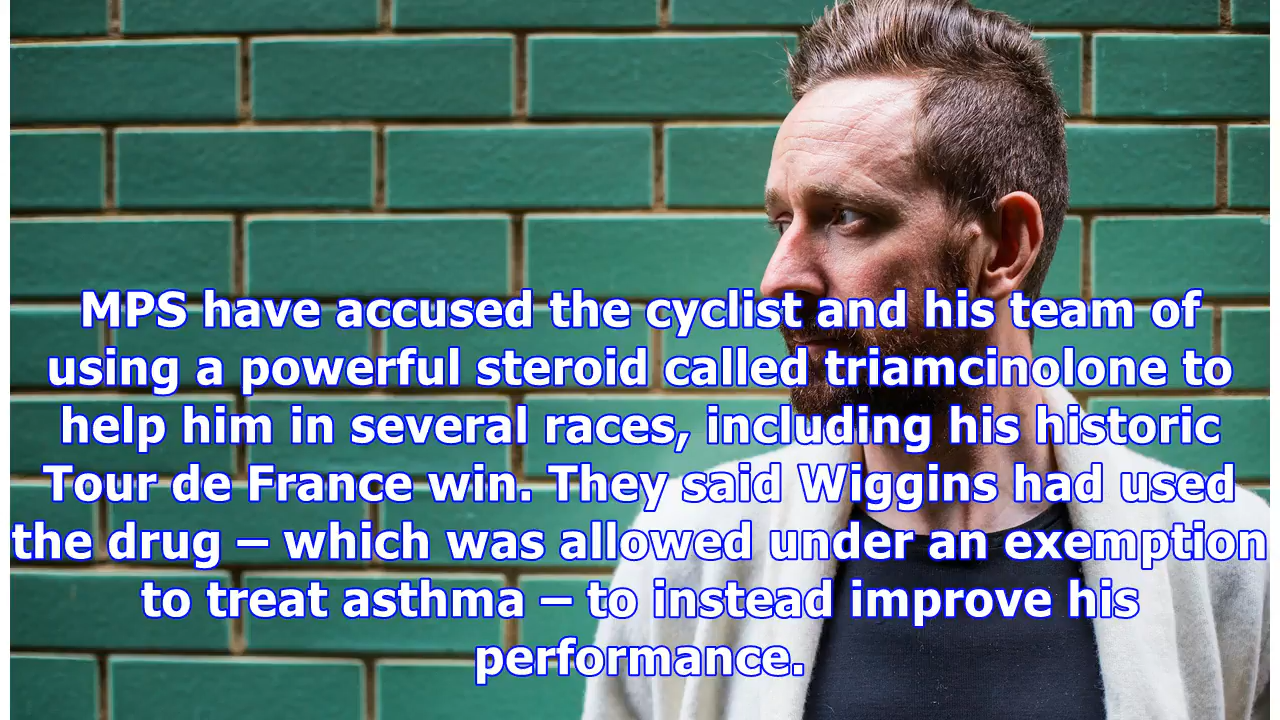 MPS have accused the cyclist and his team of
using a powerful steroid called triamcinolone to
help him in several races, including his historic
Tour de France win. They said Wiggins had used
the drug – which was allowed under an exemption
to treat asthma – to instead improve his
performance.